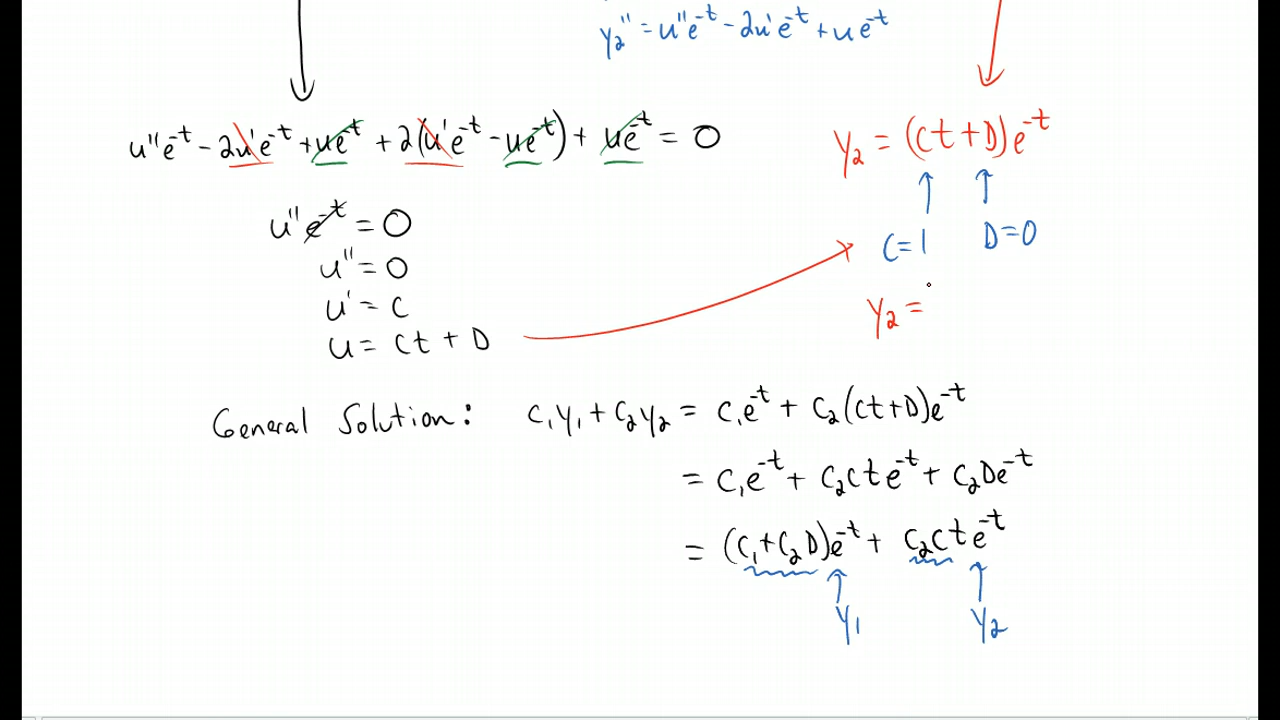 y₂'' = u''e⁻ᵗ - 2u'e⁻ᵗ + ue⁻ᵗ
u''e⁻ᵗ - 2u'e⁻ᵗ + ue⁻ᵗ + 2(u'e⁻ᵗ - ue⁻ᵗ) + ue⁻ᵗ = 0
y₂ = (Ct + D)e⁻ᵗ
u''e⁻ᵗ = 0
C=1 D=0
u'' = 0
u' = C
y₂ =
u = Ct + D
General Solution: C₁y₁ + C₂y₂ = C₁e⁻ᵗ + C₂(Ct+D)e⁻ᵗ
= C₁e⁻ᵗ + C₂Cte⁻ᵗ + C₂De⁻ᵗ
= (C₁+C₂D)e⁻ᵗ + C₂Cte⁻ᵗ
y₁ y₂